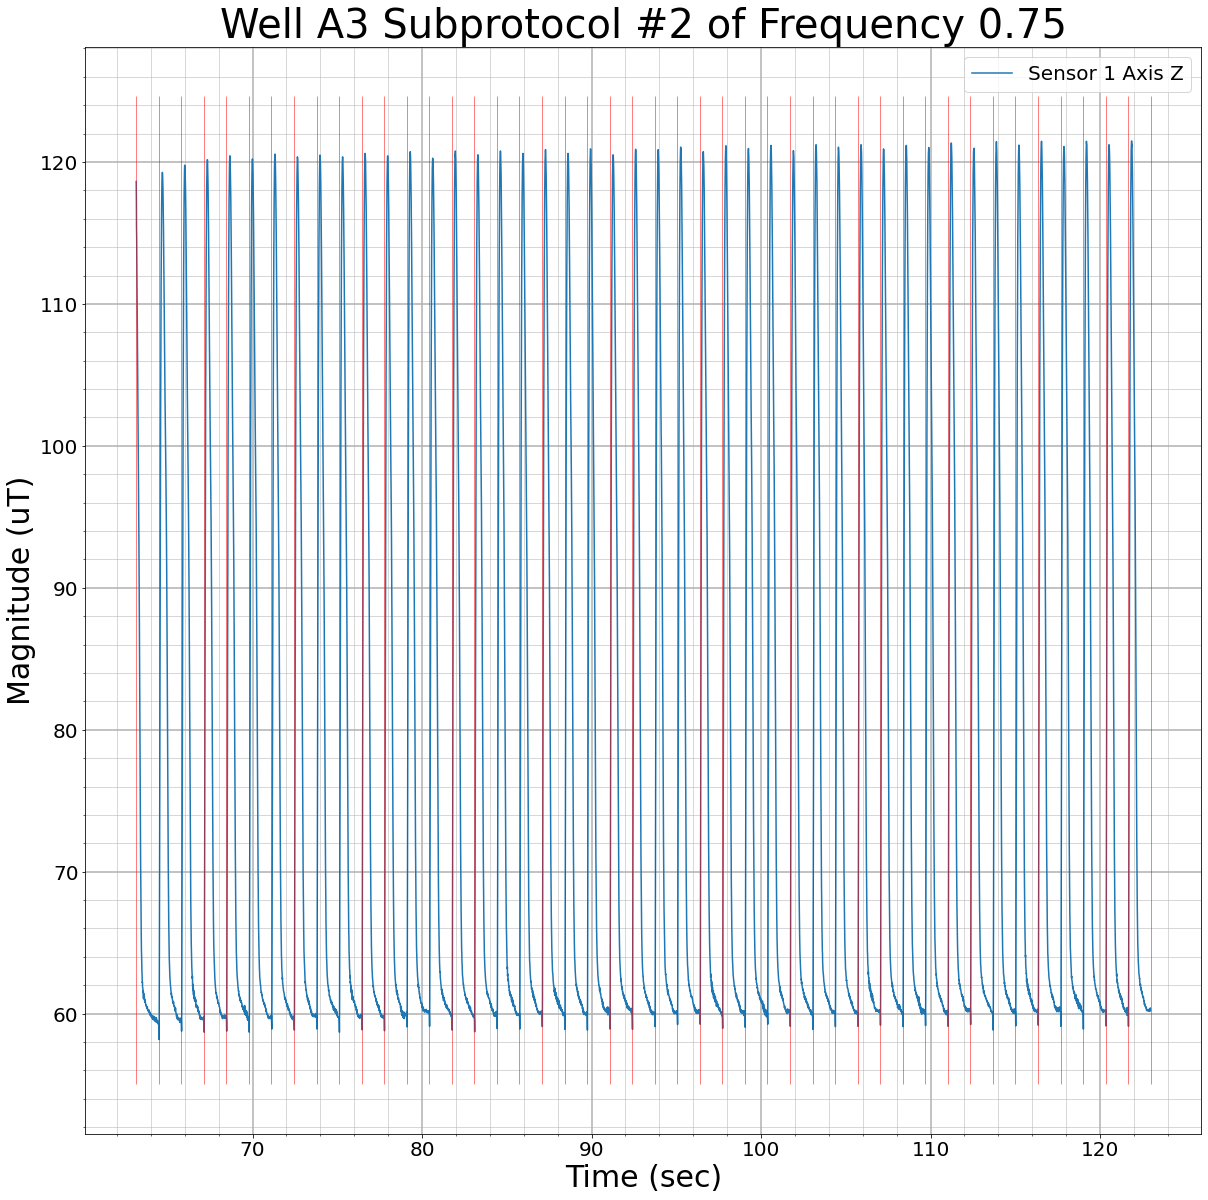 Well A3 Subprotocol #2 of Frequency 0.75
Sensor 1 Axis Z
120
110
100
90
80
70
60
Magnitude (uT)
70 80 90 100 110 120
Time (sec)